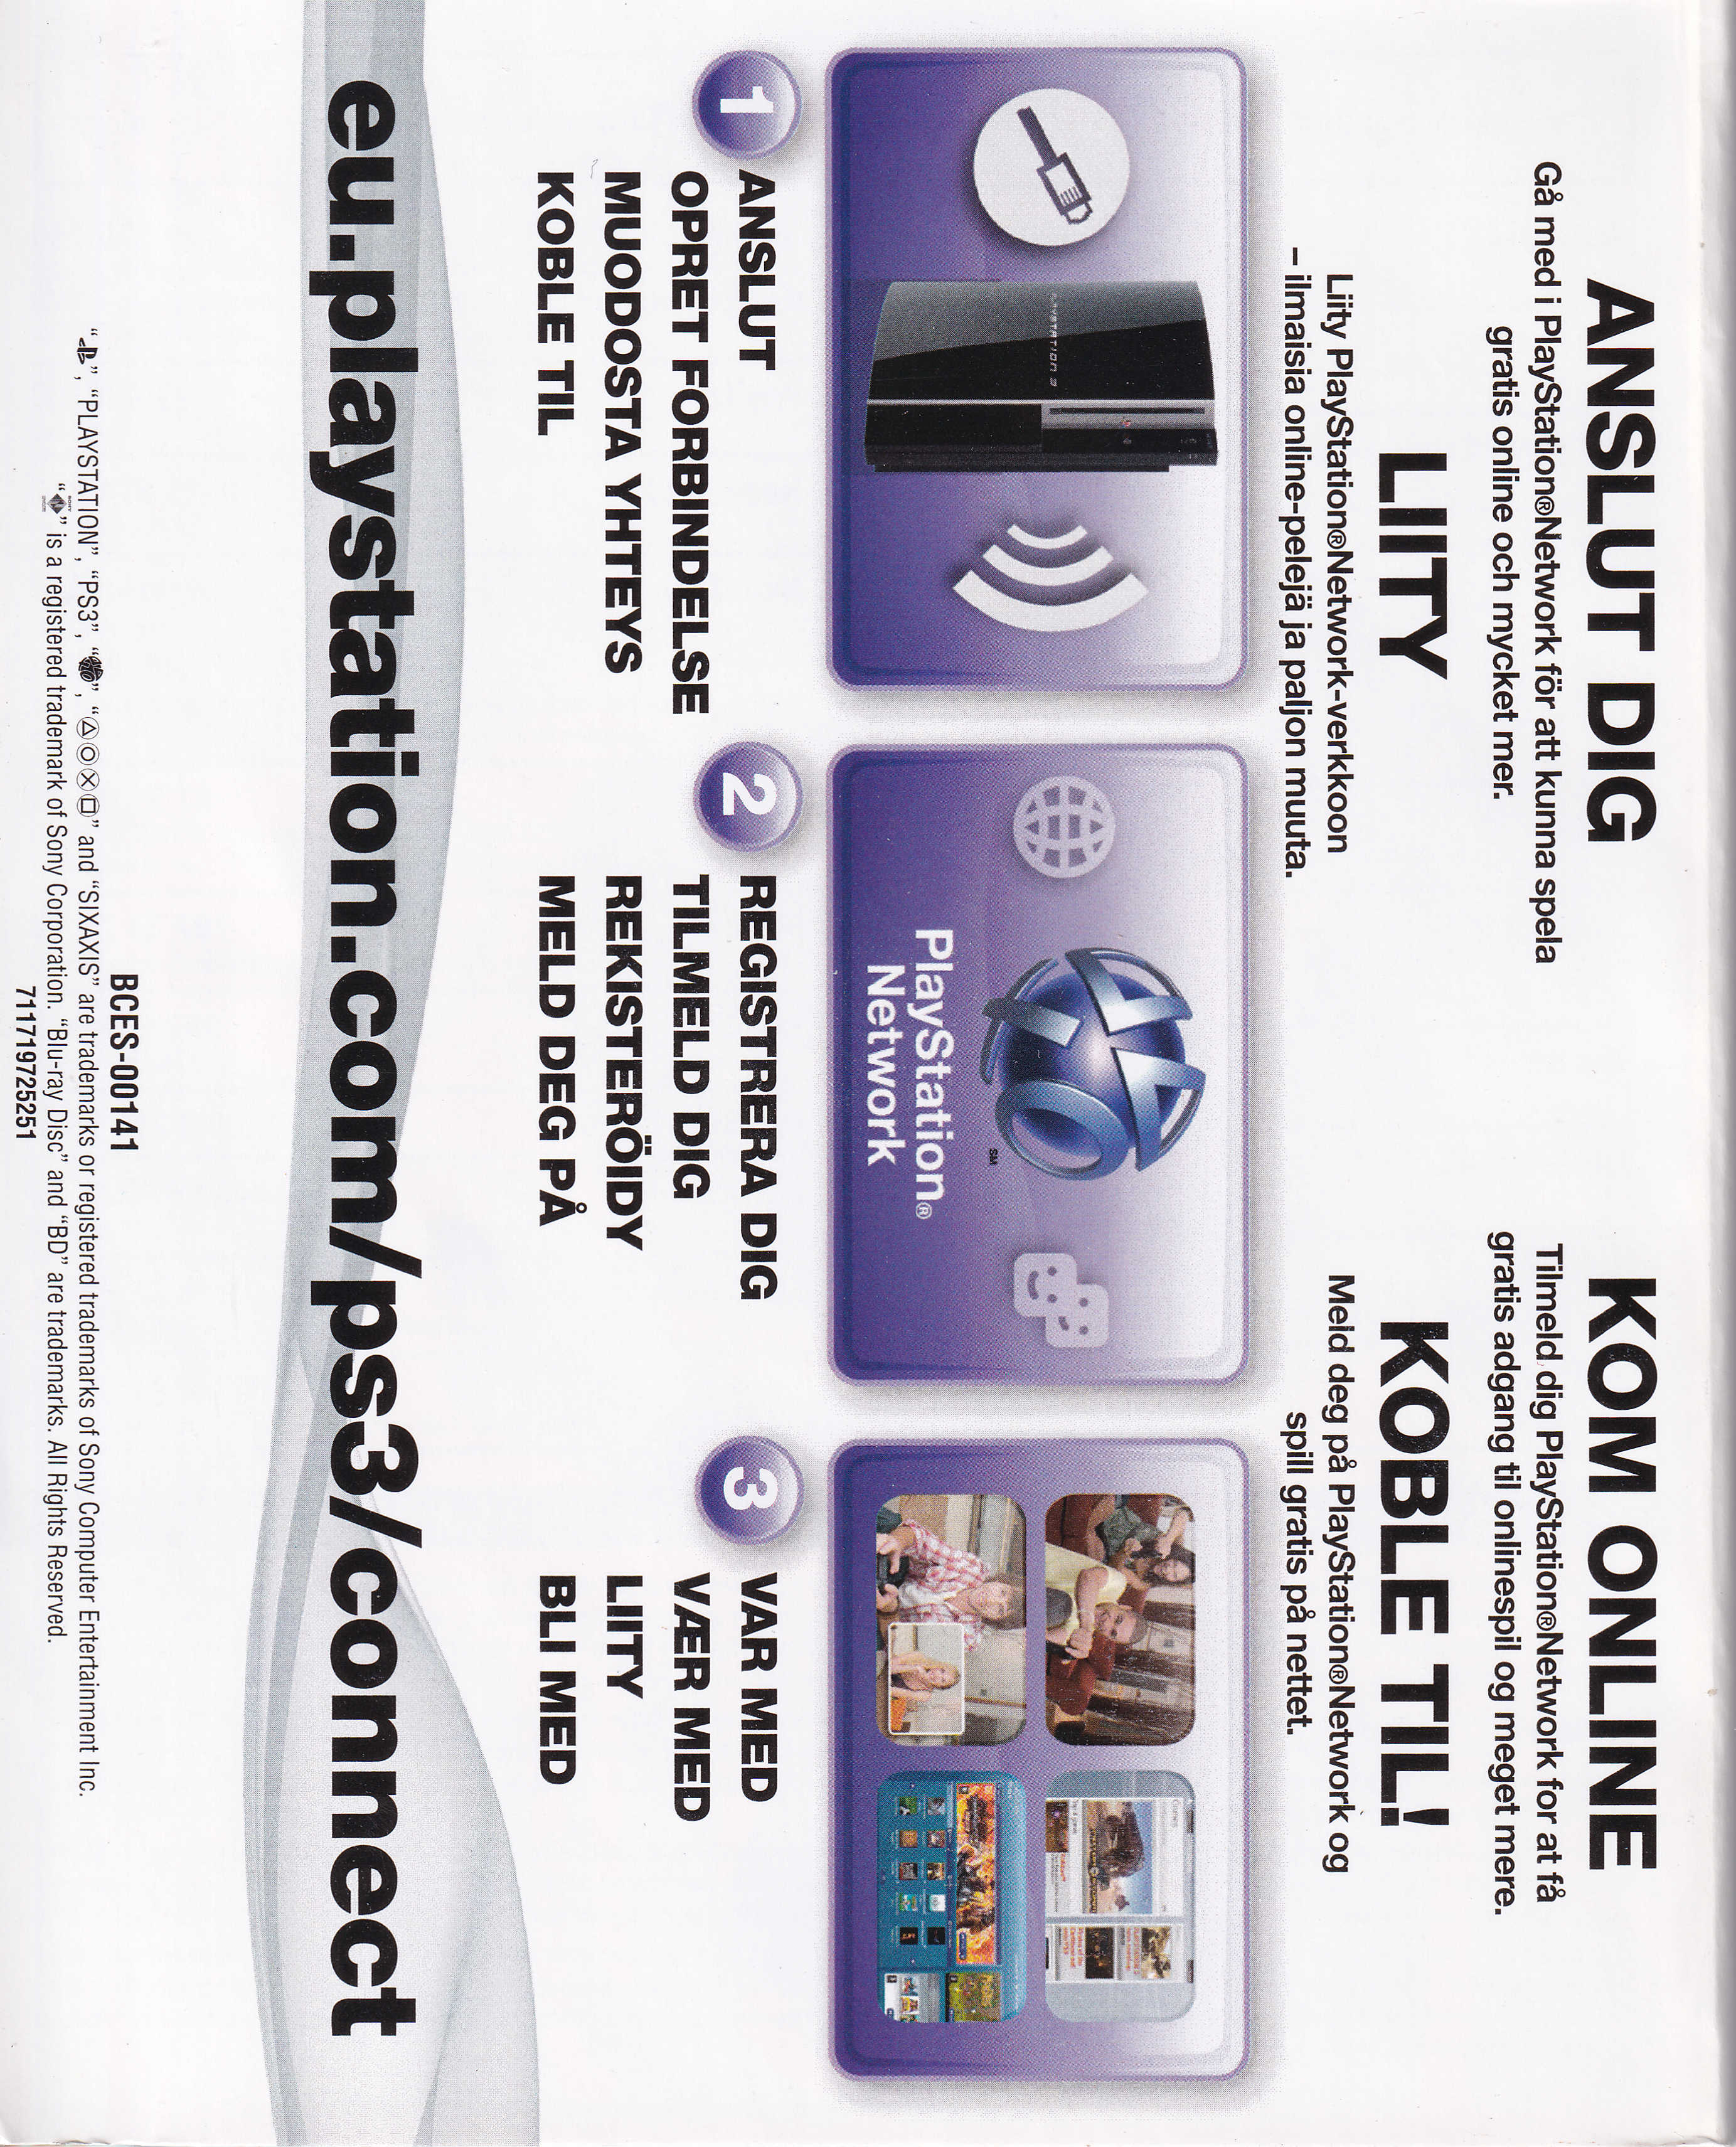 ANSLUT DIG
Gå med i PlayStation®Network för att kunna spela
gratis online och mycket mer.
KOM ONLINE
Tilmeld dig PlayStation®Network for at få
gratis adgang til onlinespil og meget mere.
LIITY
Liity PlayStation®Network-verkkoon
– ilmaisia online-pelejä ja paljon muuta.
KOBLE TIL!
Meld deg på PlayStation®Network og
spill gratis på nettet.
PLAYSTATION 3
PlayStation®
Network
SM
1
ANSLUT
OPRET FORBINDELSE
MUODOSTA YHTEYS
KOBLE TIL
2
REGISTRERA DIG
TILMELD DIG
REKISTERÖIDY
MELD DEG PÅ
3
VAR MED
VÆR MED
LIITY
BLI MED
eu.playstation.com/ps3/connect
BCES-00141
“ ”, “PLAYSTATION”, “PS3”, “ ”, “△○×□” and “SIXAXIS” are trademarks or registered trademarks of Sony Computer Entertainment Inc.
“ ” is a registered trademark of Sony Corporation. “Blu-ray Disc” and “BD” are trademarks. All Rights Reserved.
711719725251